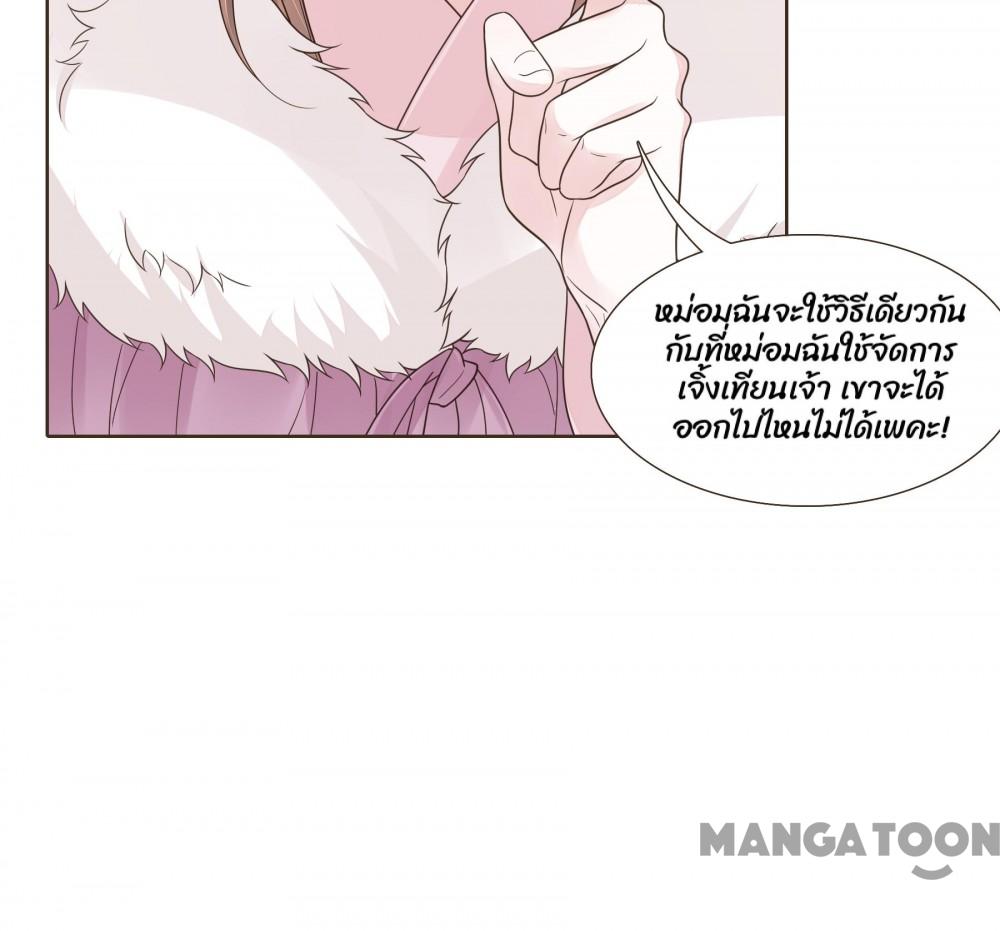 หม่อมฉันจะใช้วิธีเดียวกัน
กับที่หม่อมฉันใช้จัดการ
เจิ้งเทียนเจ้า เขาจะได้
ออกไปไหนไม่ได้เพคะ!
MANGATOON